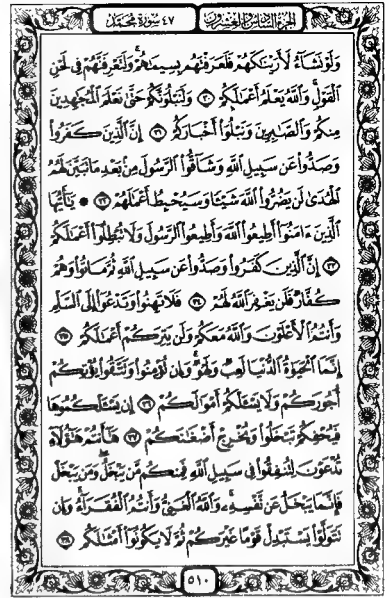 الجزء السادس والعشرون ٤٧ سورة محمد
وَلَوْ نَشَآءُ لَأَرَيْنَٰكَهُمْ فَلَعَرَفْتَهُم بِسِيمَٰهُمْ وَلَتَعْرِفَنَّهُمْ فِى لَحْنِ
ٱلْقَوْلِ وَٱللَّهُ يَعْلَمُ أَعْمَٰلَكُمْ ٣٠ وَلَنَبْلُوَنَّكُمْ حَتَّىٰ نَعْلَمَ ٱلْمُجَٰهِدِينَ
مِنكُمْ وَٱلصَّٰبِرِينَ وَنَبْلُوَا۟ أَخْبَارَكُمْ ٣١ إِنَّ ٱلَّذِينَ كَفَرُوا۟
وَصَدُّوا۟ عَن سَبِيلِ ٱللَّهِ وَشَآقُّوا۟ ٱلرَّسُولَ مِنۢ بَعْدِ مَا تَبَيَّنَ لَهُمُ
ٱلْهُدَىٰ لَن يَضُرُّوا۟ ٱللَّهَ شَيْـًٔا وَسَيُحْبِطُ أَعْمَٰلَهُمْ ٣٢ ۞ يَٰٓأَيُّهَا
ٱلَّذِينَ ءَامَنُوٓا۟ أَطِيعُوا۟ ٱللَّهَ وَأَطِيعُوا۟ ٱلرَّسُولَ وَلَا تُبْطِلُوٓا۟ أَعْمَٰلَكُمْ
٣٣ إِنَّ ٱلَّذِينَ كَفَرُوا۟ وَصَدُّوا۟ عَن سَبِيلِ ٱللَّهِ ثُمَّ مَاتُوا۟ وَهُمْ
كُفَّارٌ فَلَن يَغْفِرَ ٱللَّهُ لَهُمْ ٣٤ فَلَا تَهِنُوا۟ وَتَدْعُوٓا۟ إِلَى ٱلسَّلْمِ
وَأَنتُمُ ٱلْأَعْلَوْنَ وَٱللَّهُ مَعَكُمْ وَلَن يَتِرَكُمْ أَعْمَٰلَكُمْ ٣٥
إِنَّمَا ٱلْحَيَوٰةُ ٱلدُّنْيَا لَعِبٌ وَلَهْوٌ وَإِن تُؤْمِنُوا۟ وَتَتَّقُوا۟ يُؤْتِكُمْ
أُجُورَكُمْ وَلَا يَسْـَٔلْكُمْ أَمْوَٰلَكُمْ ٣٦ إِن يَسْـَٔلْكُمُوهَا
فَيُحْفِكُمْ تَبْخَلُوا۟ وَيُخْرِجْ أَضْغَٰنَكُمْ ٣٧ هَٰٓأَنتُمْ هَٰٓؤُلَآءِ
تُدْعَوْنَ لِتُنفِقُوا۟ فِى سَبِيلِ ٱللَّهِ فَمِنكُم مَّن يَبْخَلُ وَمَن يَبْخَلْ
فَإِنَّمَا يَبْخَلُ عَن نَّفْسِهِۦ وَٱللَّهُ ٱلْغَنِىُّ وَأَنتُمُ ٱلْفُقَرَآءُ وَإِن
تَتَوَلَّوْا۟ يَسْتَبْدِلْ قَوْمًا غَيْرَكُمْ ثُمَّ لَا يَكُونُوٓا۟ أَمْثَٰلَكُم ٣٨
٥١٠